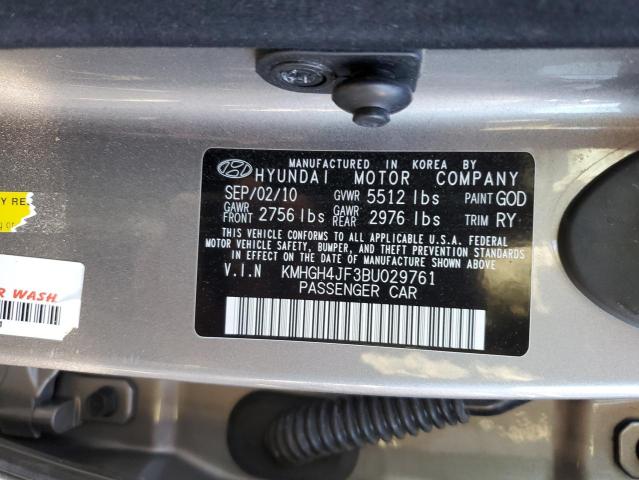 MANUFACTURED IN KOREA BY
HYUNDAI MOTOR COMPANY
SEP/02/10 GVWR 5512 lbs PAINT GOD
GAWR FRONT 2756 lbs GAWR REAR 2976 lbs TRIM RY
THIS VEHICLE CONFORMS TO ALL APPLICABLE U.S.A. FEDERAL
MOTOR VEHICLE SAFETY, BUMPER, AND THEFT PREVENTION STANDARDS
IN EFFECT ON THE DATE OF MANUFACTURE SHOWN ABOVE.
V.I.N KMHGH4JF3BU029761
PASSENGER CAR
Y RE
WASH